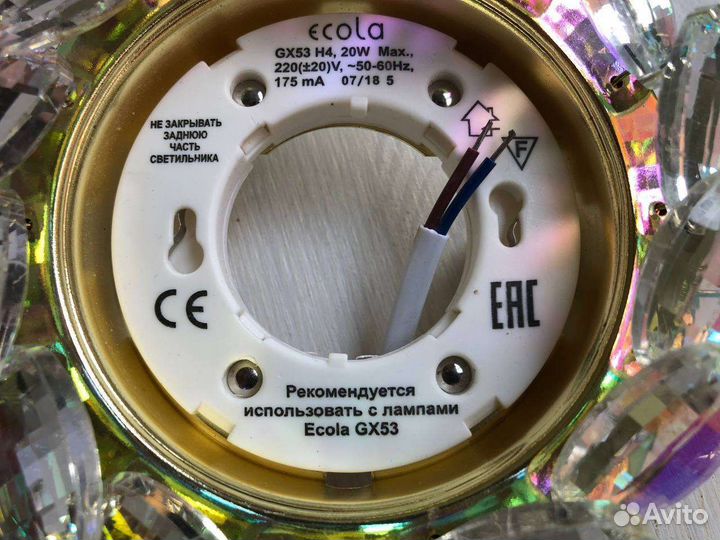 ecola
GX53 H4, 20W Max.,
220(±20)V, ~50-60Hz,
175 mA 07/18 5
НЕ ЗАКРЫВАТЬ
ЗАДНЮЮ
ЧАСТЬ
СВЕТИЛЬНИКА
F
CE
EAC
Рекомендуется
использовать с лампами
Ecola GX53
Avito